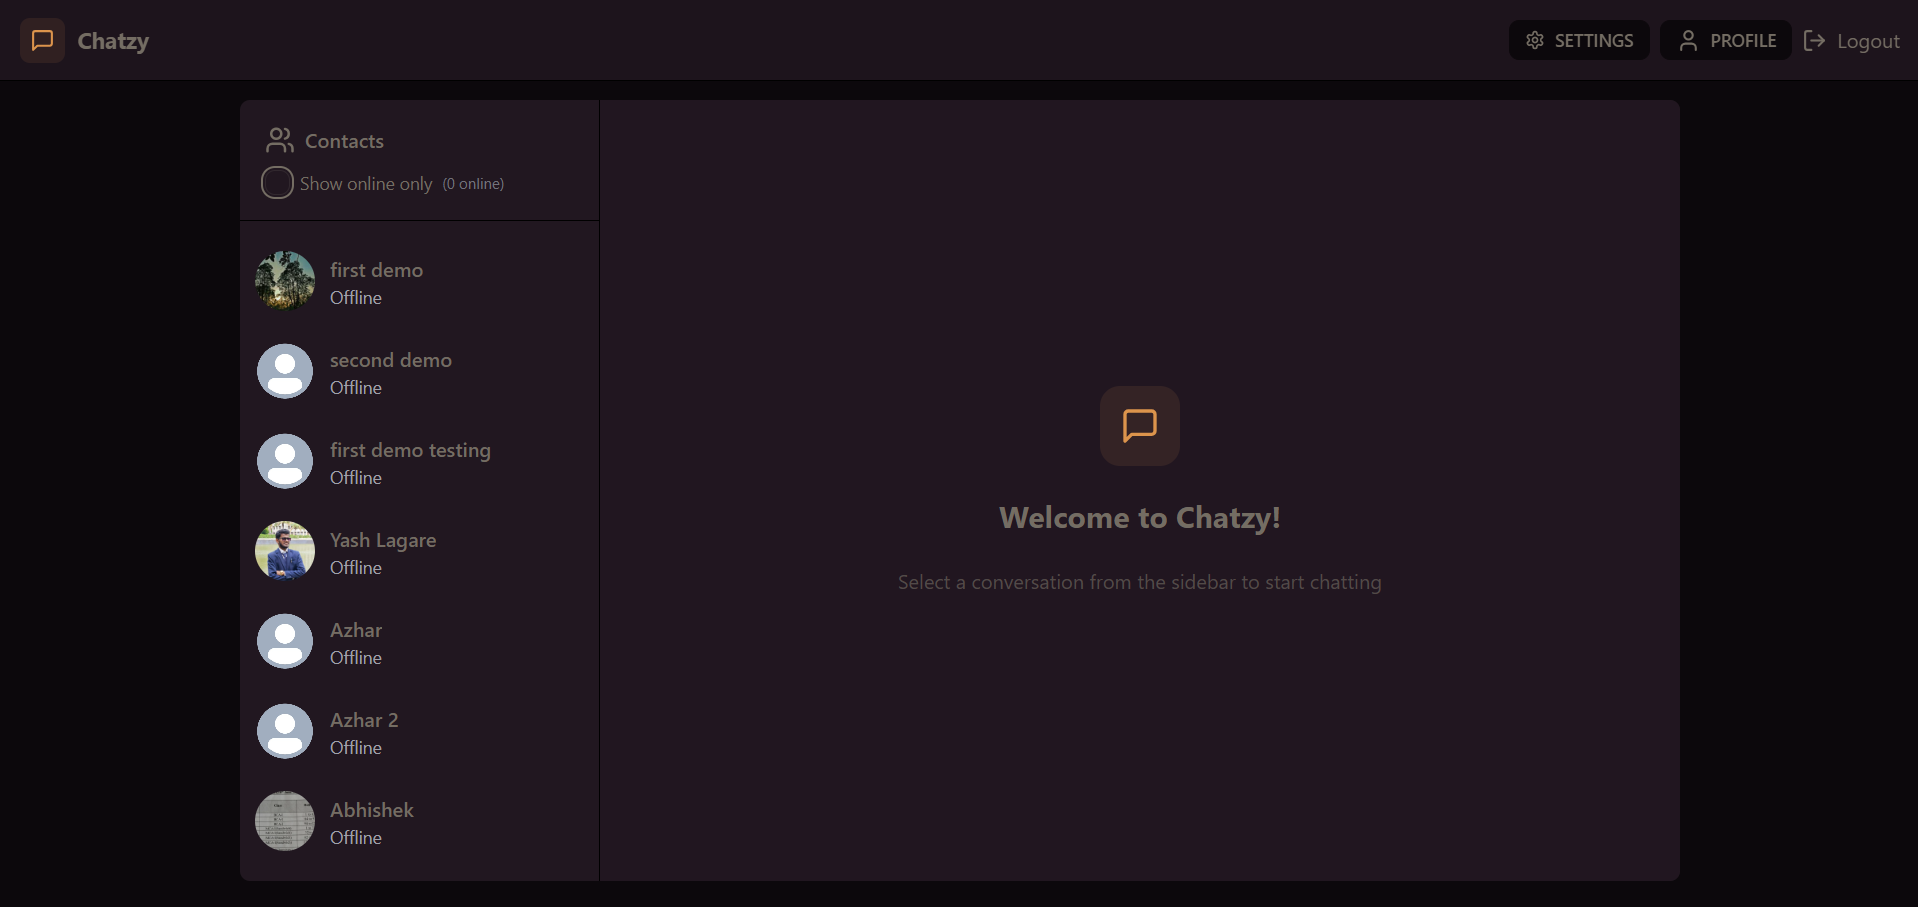 Chatzy
SETTINGS
PROFILE
Logout
Contacts
Show online only (0 online)
first demo
Offline
second demo
Offline
first demo testing
Offline
Yash Lagare
Offline
Azhar
Offline
Azhar 2
Offline
Abhishek
Offline
Welcome to Chatzy!
Select a conversation from the sidebar to start chatting